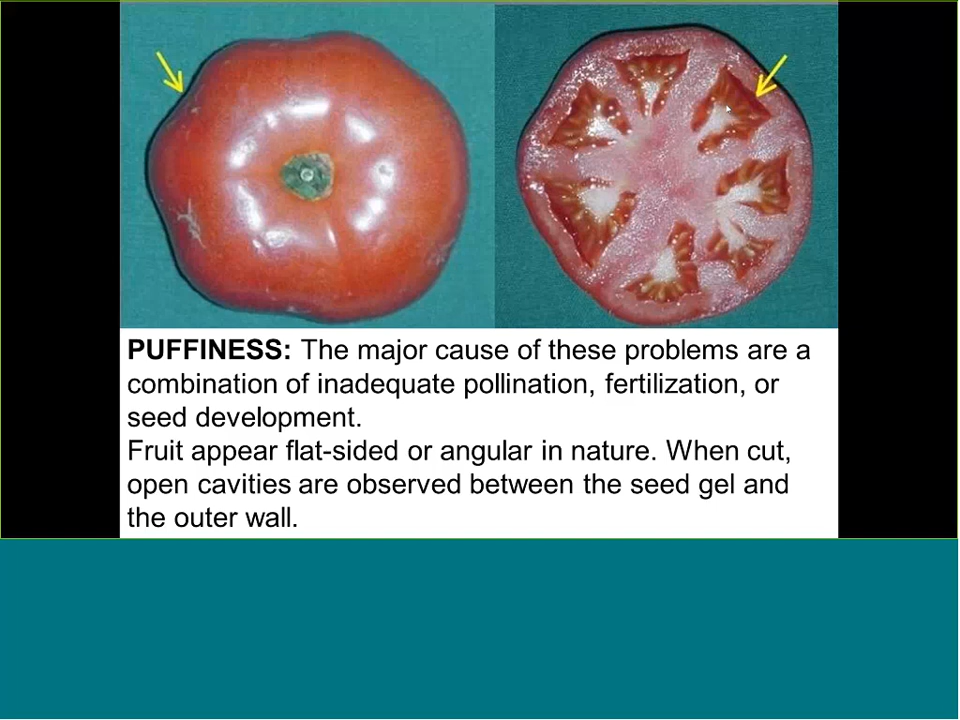 PUFFINESS: The major cause of these problems are a
combination of inadequate pollination, fertilization, or
seed development.
Fruit appear flat-sided or angular in nature. When cut,
open cavities are observed between the seed gel and
the outer wall.